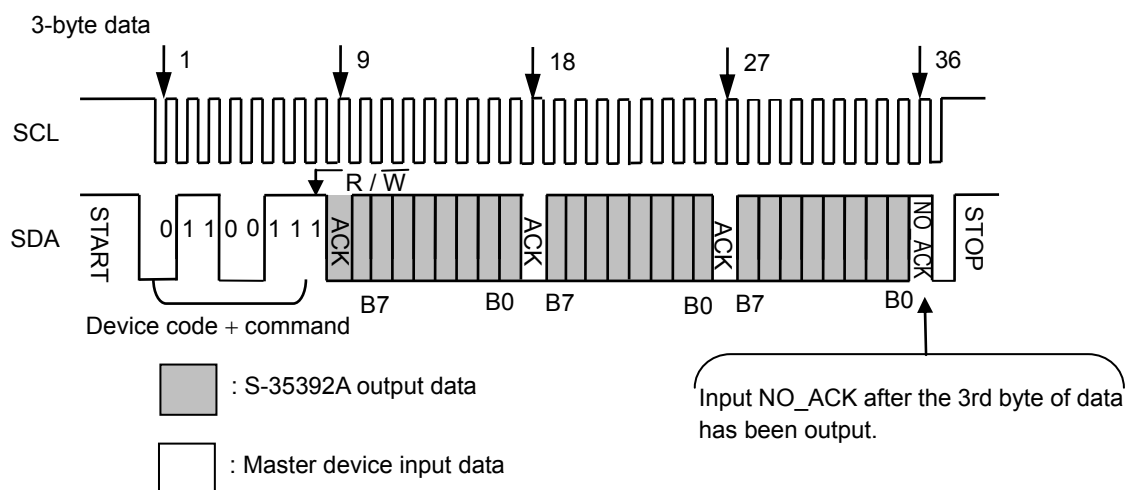 3-byte data
1 9 18 27 36
SCL
R / W
SDA START 0 1 1 0 0 1 1 1 ACK ACK ACK NO_ACK STOP
B7 B0 B7 B0 B7 B0
Device code + command
: S-35392A output data
Input NO_ACK after the 3rd byte of data
has been output.
: Master device input data